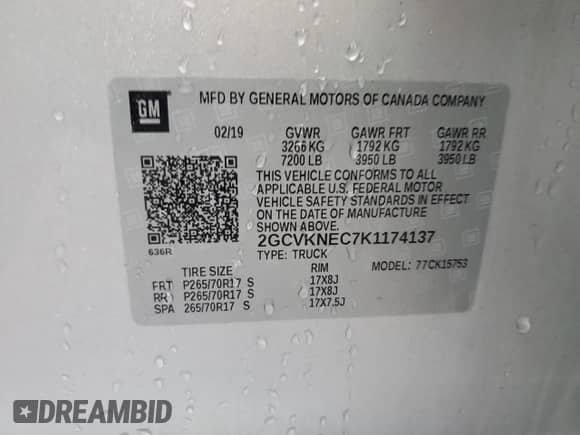 GM
MFD BY GENERAL MOTORS OF CANADA COMPANY
02/19 GVWR GAWR FRT GAWR RR
3266 KG 1792 KG 1792 KG
7200 LB 3950 LB 3950 LB
THIS VEHICLE CONFORMS TO ALL
APPLICABLE U.S. FEDERAL MOTOR
VEHICLE SAFETY STANDARDS IN EFFECT
ON THE DATE OF MANUFACTURE
SHOWN ABOVE.
2GCVKNEC7K1174137
TYPE: TRUCK MODEL: 77CK15753
636R
TIRE SIZE RIM
FRT P265/70R17 S 17X8J
RR P265/70R17 S 17X8J
SPA 265/70R17 S 17X7.5J
DREAMBID